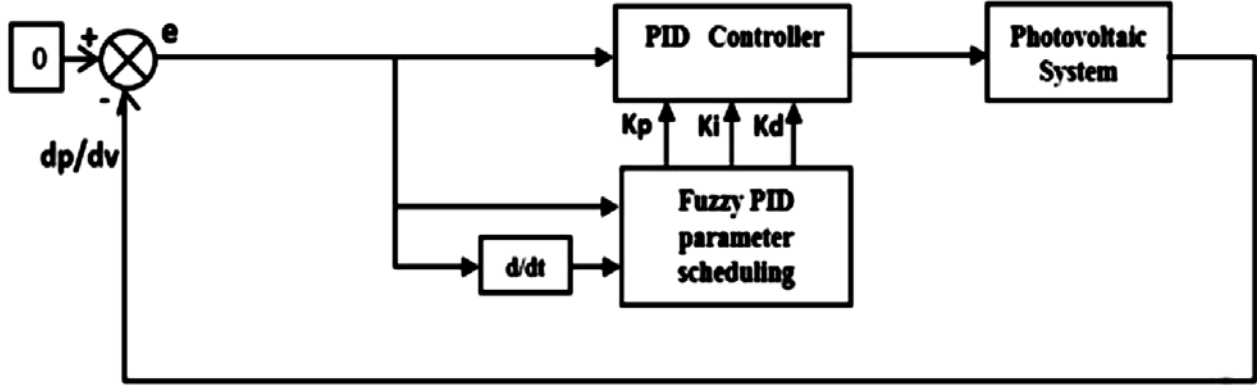 0
+
-
e
dp/dv
PID Controller
Photovoltaic
System
Kp
Ki
Kd
Fuzzy PID
parameter
scheduling
d/dt